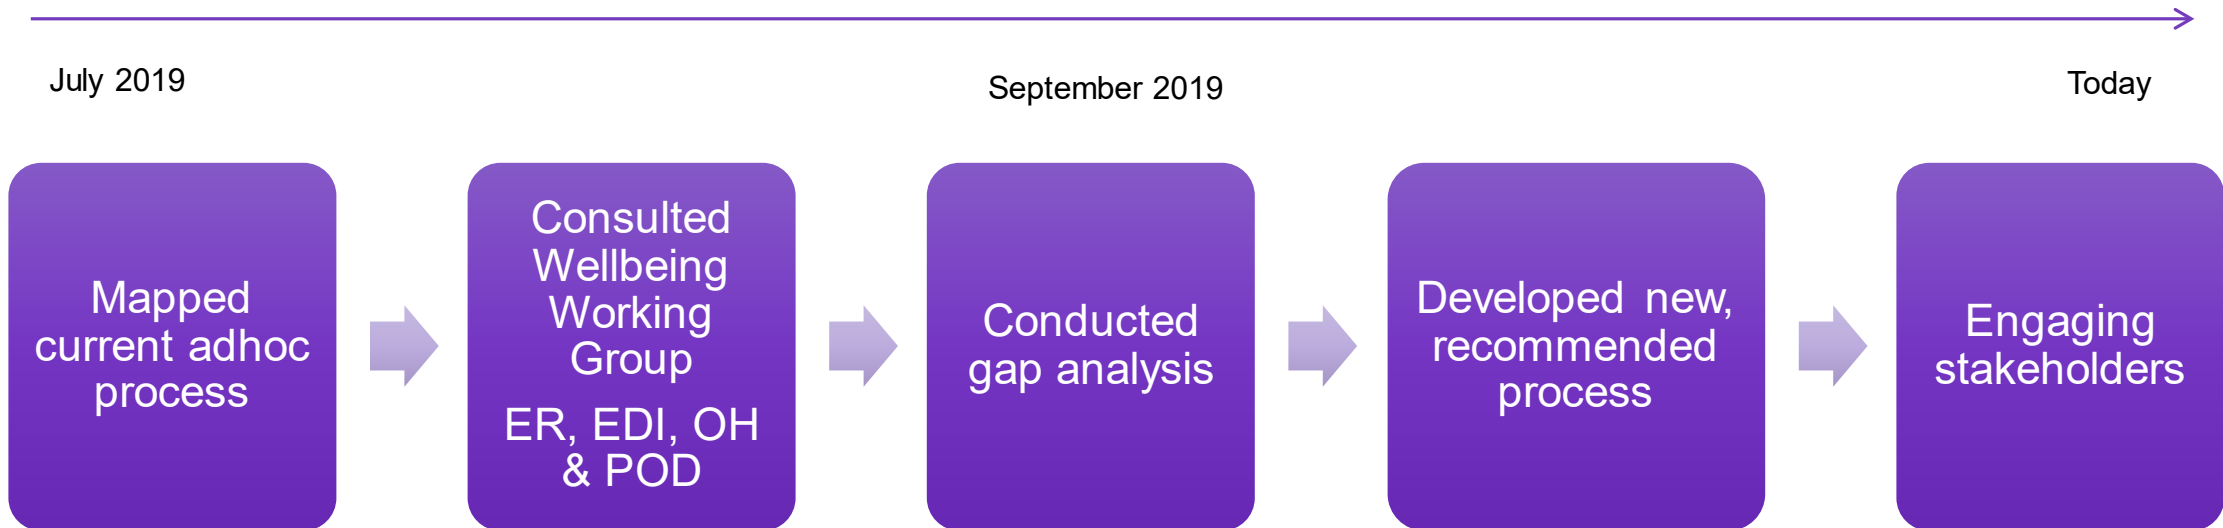 July 2019
September 2019
Today
Mapped
current adhoc
process
Consulted
Wellbeing
Working
Group
ER, EDI, OH
& POD
Conducted
gap analysis
Developed new,
recommended
process
Engaging
stakeholders